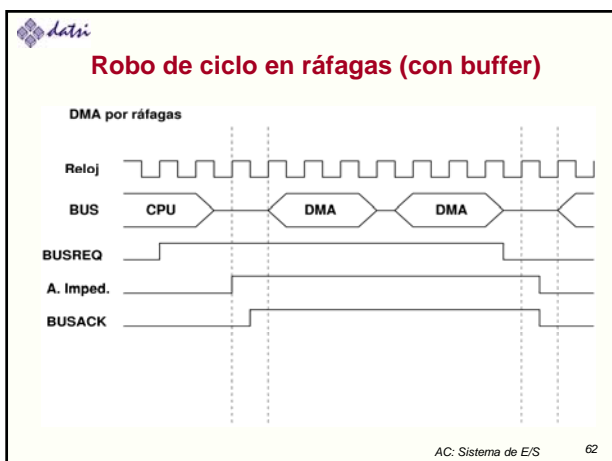 datsi
Robo de ciclo en ráfagas (con buffer)
DMA por ráfagas
Reloj
BUS CPU DMA DMA
BUSREQ
A. Imped.
BUSACK
AC: Sistema de E/S 62